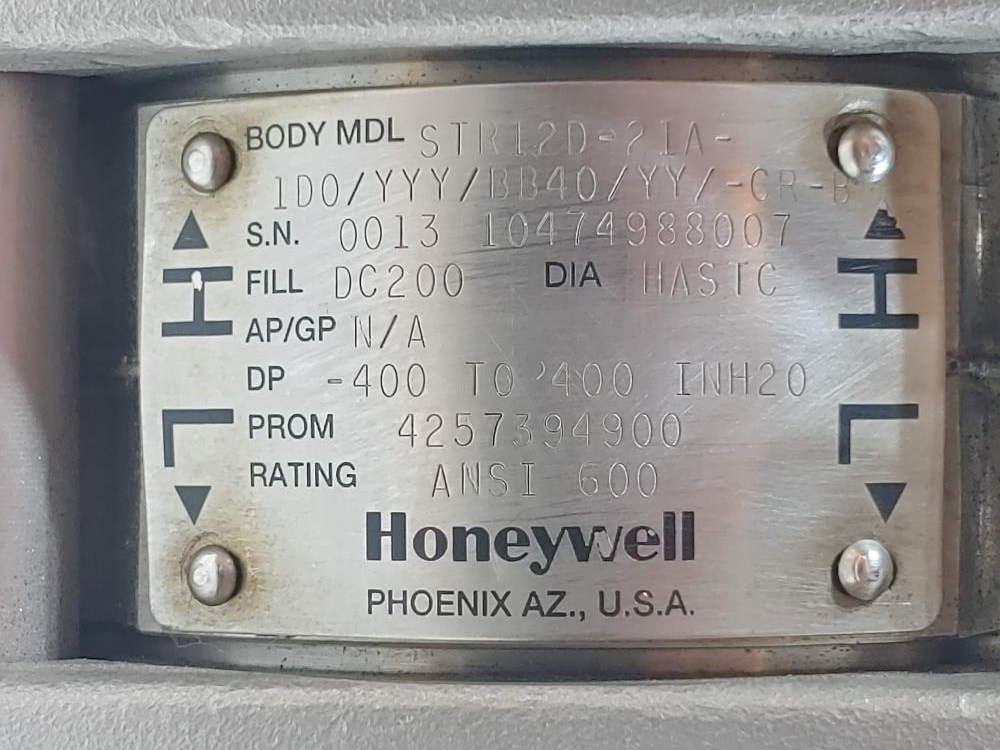 BODY MDL STR12D-21A-
1D0/YYY/BB40/YY/-CR-B
S.N. 0013 10474988007
FILL DC200 DIA HASTC
AP/GP N/A
DP -400 TO 400 INH20
PROM 4257394900
RATING ANSI 600
H H
L L
Honeywell
PHOENIX AZ., U.S.A.